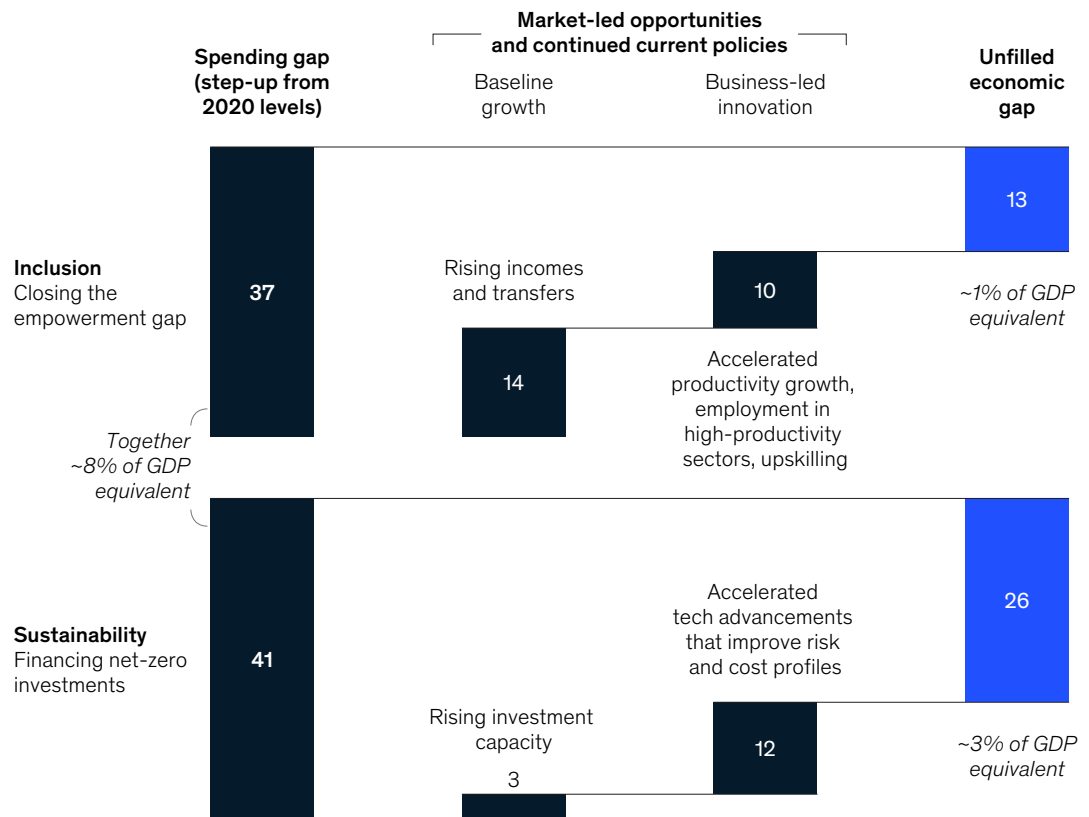 Market-led opportunities
and continued current policies
Spending gap
(step-up from
2020 levels)
Baseline
growth
Business-led
innovation
Unfilled
economic
gap
Inclusion
Closing the
empowerment gap
37
Rising incomes
and transfers
14
10
Accelerated
productivity growth,
employment in
high-productivity
sectors, upskilling
13
~1% of GDP
equivalent
Together
~8% of GDP
equivalent
Sustainability
Financing net-zero
investments
41
Rising investment
capacity
3
Accelerated
tech advancements
that improve risk
and cost profiles
12
26
~3% of GDP
equivalent